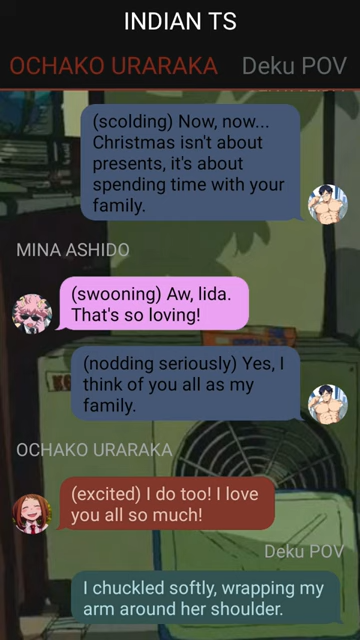 INDIAN TS
OCHAKO URARAKA Deku POV
(scolding) Now, now...
Christmas isn't about
presents, it's about
spending time with your
family.
MINA ASHIDO
(swooning) Aw, Iida.
That's so loving!
(nodding seriously) Yes, I
think of you all as my
family.
OCHAKO URARAKA
(excited) I do too! I love
you all so much!
Deku POV
I chuckled softly, wrapping my
arm around her shoulder.